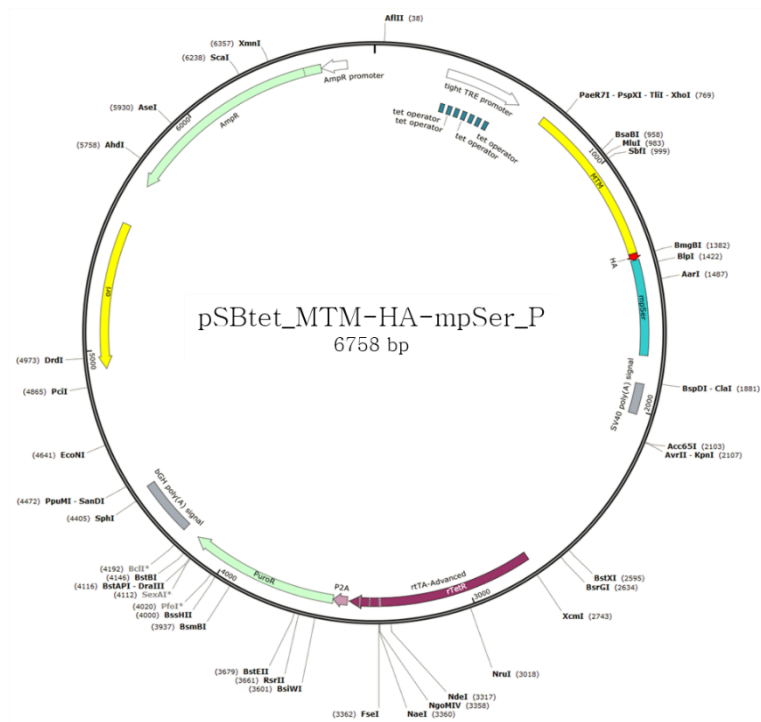 AflII (38)
PaeR7I - PspXI - TliI - XhoI (769)
BsaBI (958)
MluI (983)
SbfI (999)
BmgBI (1382)
BlpI (1422)
AarI (1487)
BspDI - ClaI (1881)
Acc65I (2103)
AvrII - KpnI (2107)
BstXI (2595)
BsrGI (2634)
XcmI (2743)
NruI (3018)
NdeI (3317)
NgoMIV (3358)
NaeI (3360)
(3362) FseI
(3601) BsiWI
(3661) RsrII
(3679) BstEII
(3937) BsmBI
(4000) BssHII
(4020) PfoI*
(4112) SexAI*
(4116) BstAPI - DraIII
(4146) BstBI
(4192) BclI*
(4405) SphI
(4472) PpuMI - SanDI
(4641) EcoNI
(4865) PciI
(4973) DrdI
(5758) AhdI
(5930) AseI
(6238) ScaI
(6357) XmnI
AmpR promoter
AmpR
ori
tight TRE promoter
tet operator
tet operator
tet operator
tet operator
MTM
HA
mpSer
SV40 poly(A) signal
rtTA-Advanced
rTetR
P2A
PuroR
bGH poly(A) signal
1000
2000
3000
4000
5000
6000
pSBtet_MTM-HA-mpSer_P
6758 bp